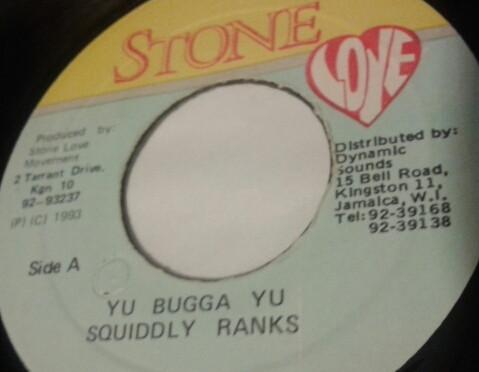 STONE
LOVE
Produced by:
Stone Love
Movement
2 Tarrant Drive,
Kgn 10
92-93237
(P) (C) 1993
Distributed by:
Dynamic
Sounds
15 Bell Road,
Kingston 11,
Jamaica, W.I.
Tel: 92-39168
92-39138
Side A
YU BUGGA YU
SQUIDDLY RANKS